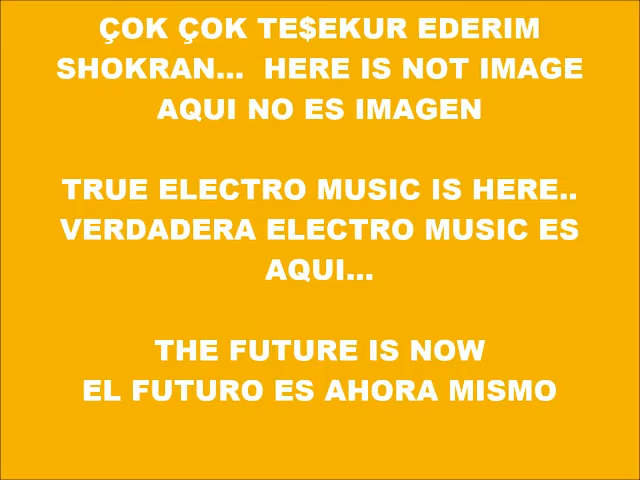 ÇOK ÇOK TE$EKUR EDERIM
SHOKRAN... HERE IS NOT IMAGE
AQUI NO ES IMAGEN
TRUE ELECTRO MUSIC IS HERE..
VERDADERA ELECTRO MUSIC ES
AQUI...
THE FUTURE IS NOW
EL FUTURO ES AHORA MISMO